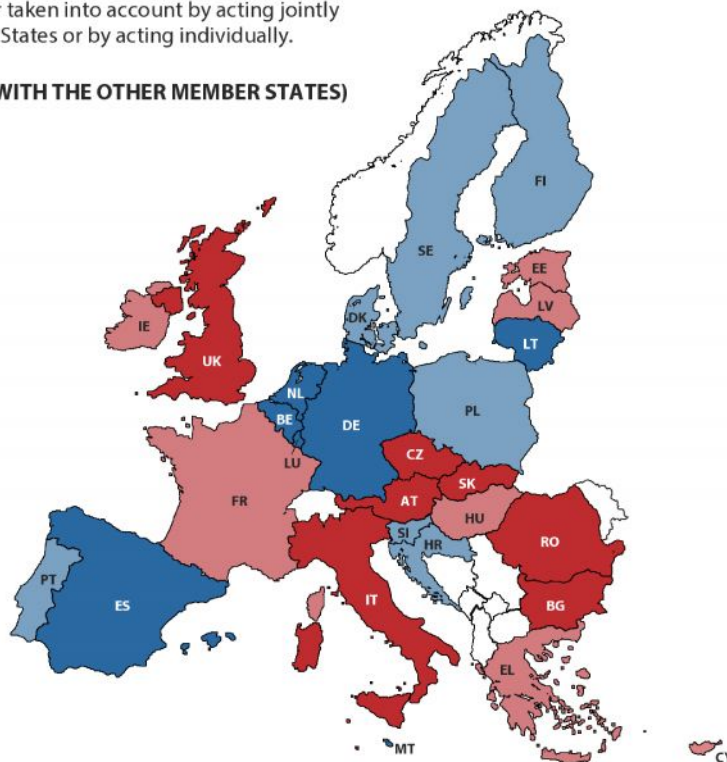 taken into account by acting jointly
States or by acting individually.
WITH THE OTHER MEMBER STATES)
FI
SE
EE
LV
DK
LT
IE
UK
NL
BE
DE
PL
LU
CZ
SK
AT
FR
HU
SI
HR
RO
PT
ES
IT
BG
EL
MT